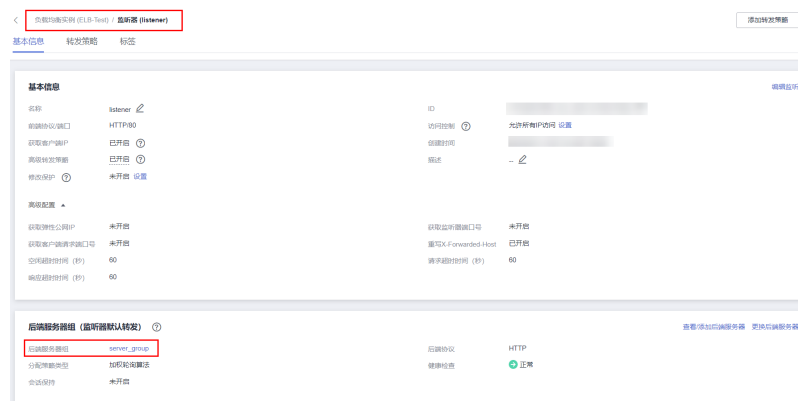 负载均衡实例 (ELB-Test) / 监听器 (listener)
添加转发策略
基本信息 转发策略 标签
基本信息
编辑监听
名称 listener
ID
前端协议/端口 HTTP/80
访问控制 允许所有IP访问 设置
获取客户端IP 已开启
创建时间
高级转发策略 已开启
描述 --
修改保护 未开启 设置
高级配置
获取弹性公网IP 未开启
获取监听器端口号 未开启
获取客户端请求端口号 未开启
重写X-Forwarded-Host 已开启
空闲超时时间 (秒) 60
请求超时时间 (秒) 60
响应超时时间 (秒) 60
后端服务器组 (监听器默认转发)
查看/添加后端服务器 更换后端服务器
后端服务器组 server_group
后端协议 HTTP
分配策略类型 加权轮询算法
健康检查 正常
会话保持 未开启